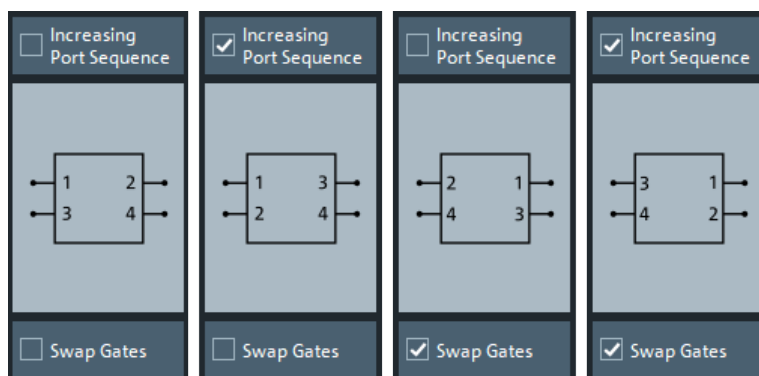 Increasing
Port Sequence
1 2
3 4
Swap Gates
Increasing
Port Sequence
1 3
2 4
Swap Gates
Increasing
Port Sequence
2 1
4 3
Swap Gates
Increasing
Port Sequence
3 1
4 2
Swap Gates